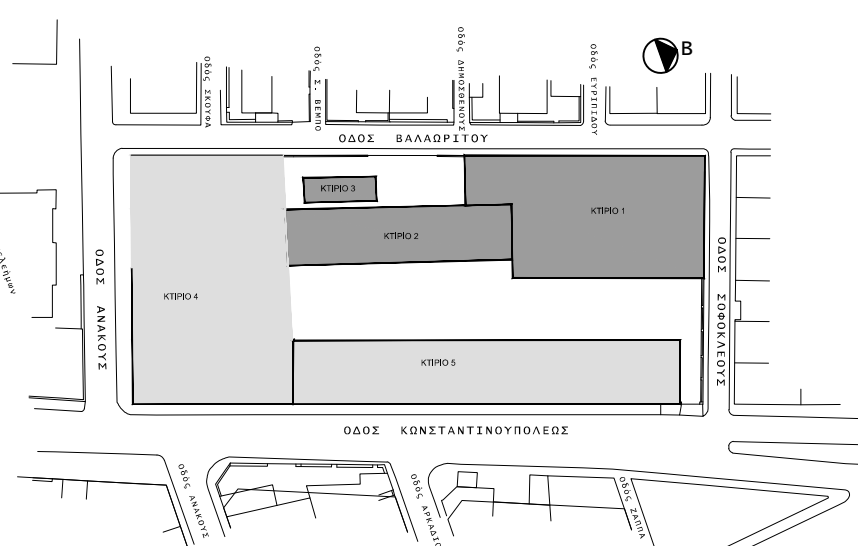 Β
οδός ΣΚΟΥΦΑ
οδός Σ. ΒΕΜΠΟ
οδός ΔΗΜΟΣΘΕΝΟΥΣ
οδός ΕΥΡΙΠΙΔΟΥ
ΟΔΟΣ ΒΑΛΑΩΡΙΤΟΥ
ΚΤΙΡΙΟ 3
ΚΤΙΡΙΟ 1
ΚΤΙΡΙΟ 2
ΟΔΟΣ ΑΝΑΚΟΥΣ
ΟΔΟΣ ΣΟΦΟΚΛΕΟΥΣ
ΚΤΙΡΙΟ 4
ΚΤΙΡΙΟ 5
ΟΔΟΣ ΚΩΝΣΤΑΝΤΙΝΟΥΠΟΛΕΩΣ
οδός ΑΝΑΚΟΥΣ
οδός ΑΡΚΑΔΙΟ
οδός ΖΑΠΠΑ